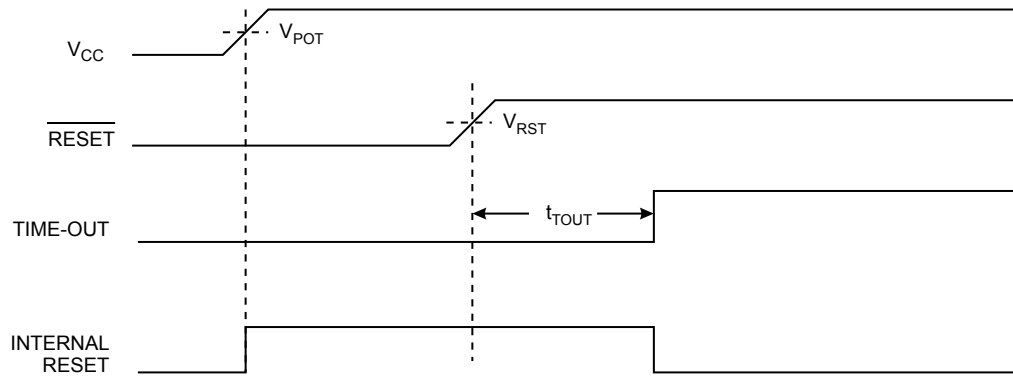 V_CC
V_POT
RESET
V_RST
TIME-OUT
t_TOUT
INTERNAL
RESET